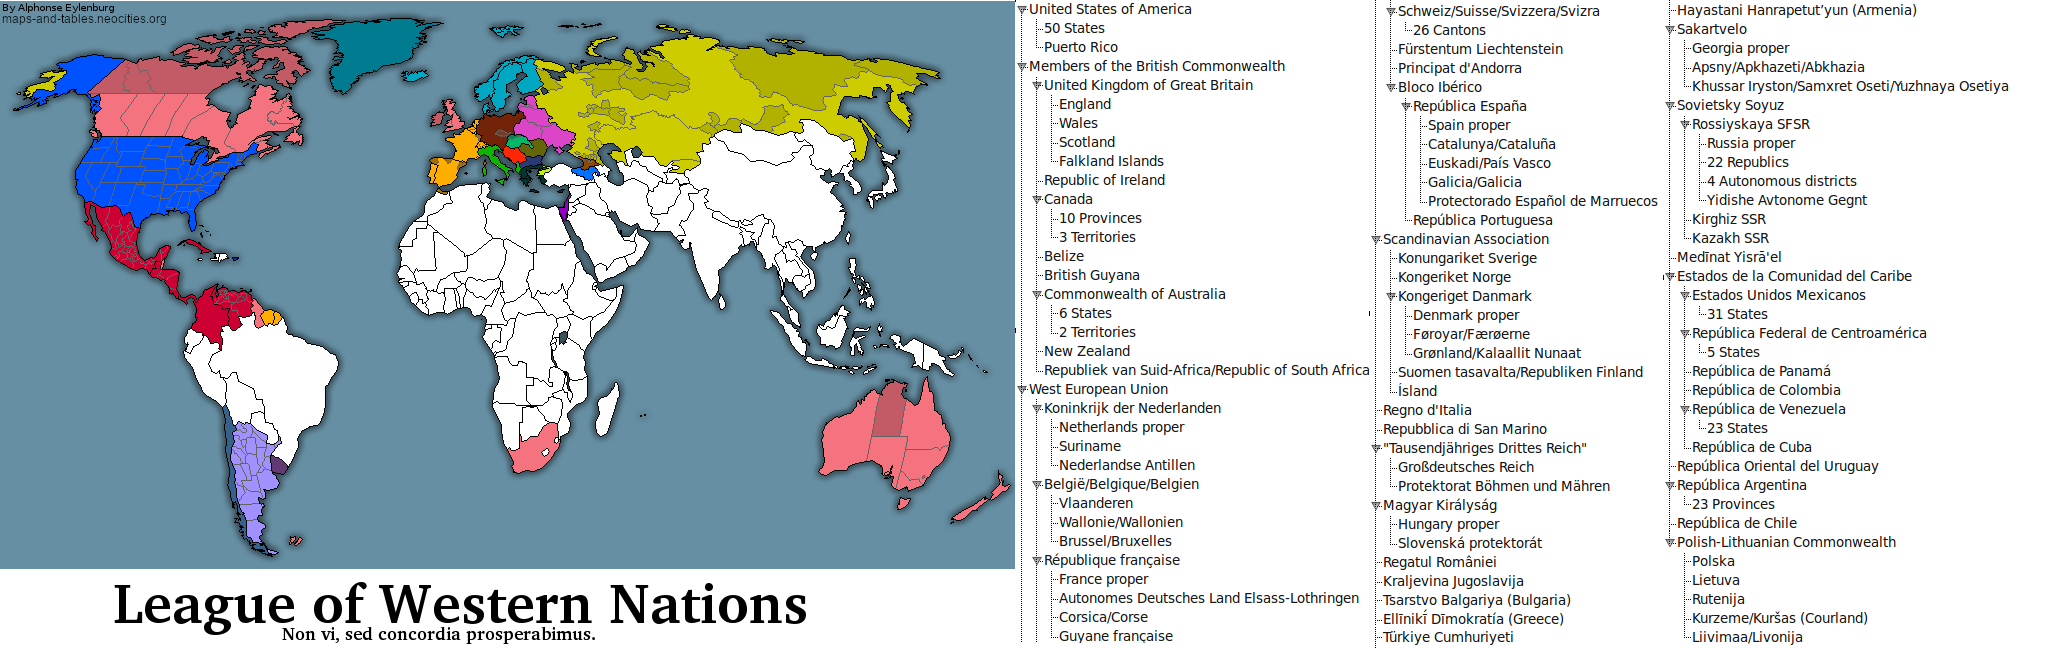 By Alphonse Eylenburg
maps-and-tables.neocities.org
League of Western Nations
Non vi, sed concordia prosperabimus.
United States of America
50 States
Puerto Rico
Members of the British Commonwealth
United Kingdom of Great Britain
England
Wales
Scotland
Falkland Islands
Republic of Ireland
Canada
10 Provinces
3 Territories
Belize
British Guyana
Commonwealth of Australia
6 States
2 Territories
New Zealand
Republiek van Suid-Africa/Republic of South Africa
West European Union
Koninkrijk der Nederlanden
Netherlands proper
Suriname
Nederlandse Antillen
België/Belgique/Belgien
Vlaanderen
Wallonie/Wallonien
Brussel/Bruxelles
République française
France proper
Autonomes Deutsches Land Elsass-Lothringen
Corsica/Corse
Guyane française
Schweiz/Suisse/Svizzera/Svizra
26 Cantons
Fürstentum Liechtenstein
Principat d'Andorra
Bloco Ibérico
República España
Spain proper
Catalunya/Cataluña
Euskadi/País Vasco
Galicia/Galicia
Protectorado Español de Marruecos
República Portuguesa
Scandinavian Association
Konungariket Sverige
Kongeriket Norge
Kongeriget Danmark
Denmark proper
Føroyar/Færøerne
Grønland/Kalaallit Nunaat
Suomen tasavalta/Republiken Finland
Ísland
Regno d'Italia
Repubblica di San Marino
"Tausendjähriges Drittes Reich"
Großdeutsches Reich
Protektorat Böhmen und Mähren
Magyar Királyság
Hungary proper
Slovenská protektorát
Regatul României
Kraljevina Jugoslavija
Tsarstvo Balgariya (Bulgaria)
Ellīnikī́ Dīmokratía (Greece)
Türkiye Cumhuriyeti
Hayastani Hanrapetut’yun (Armenia)
Sakartvelo
Georgia proper
Apsny/Apkhazeti/Abkhazia
Khussar Iryston/Samxret Oseti/Yuzhnaya Osetiya
Sovietsky Soyuz
Rossiyskaya SFSR
Russia proper
22 Republics
4 Autonomous districts
Yidishe Avtonome Gegnt
Kirghiz SSR
Kazakh SSR
Medīnat Yisrā'el
Estados de la Comunidad del Caribe
Estados Unidos Mexicanos
31 States
República Federal de Centroamérica
5 States
República de Panamá
República de Colombia
República de Venezuela
23 States
República de Cuba
República Oriental del Uruguay
República Argentina
23 Provinces
República de Chile
Polish-Lithuanian Commonwealth
Polska
Lietuva
Rutenija
Kurzeme/Kuršas (Courland)
Liivimaa/Livonija